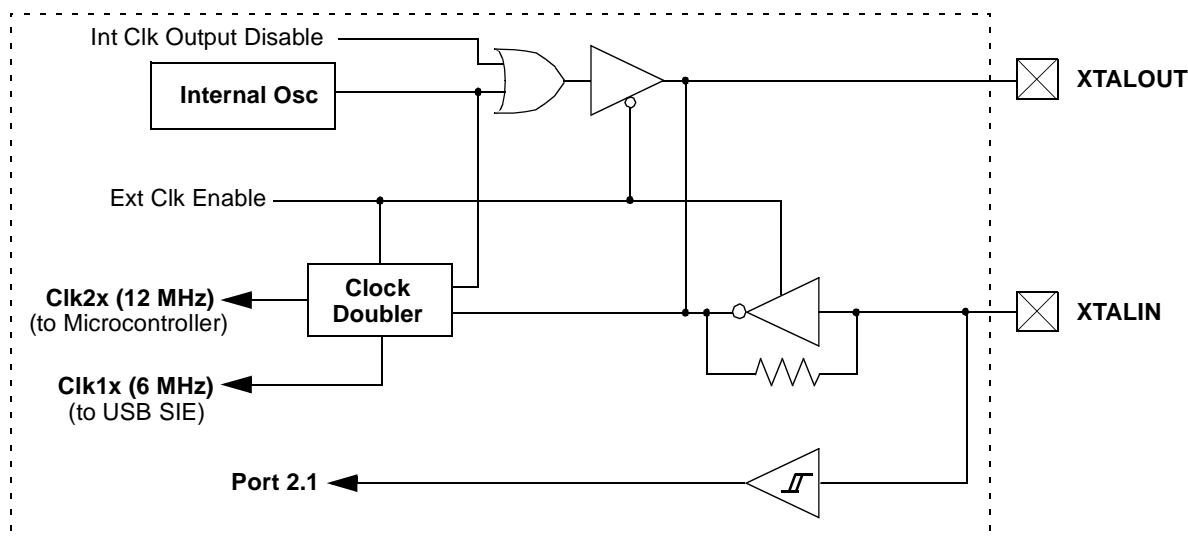 Int Clk Output Disable
Internal Osc
XTALOUT
Ext Clk Enable
Clock
Doubler
Clk2x (12 MHz)
(to Microcontroller)
XTALIN
Clk1x (6 MHz)
(to USB SIE)
Port 2.1